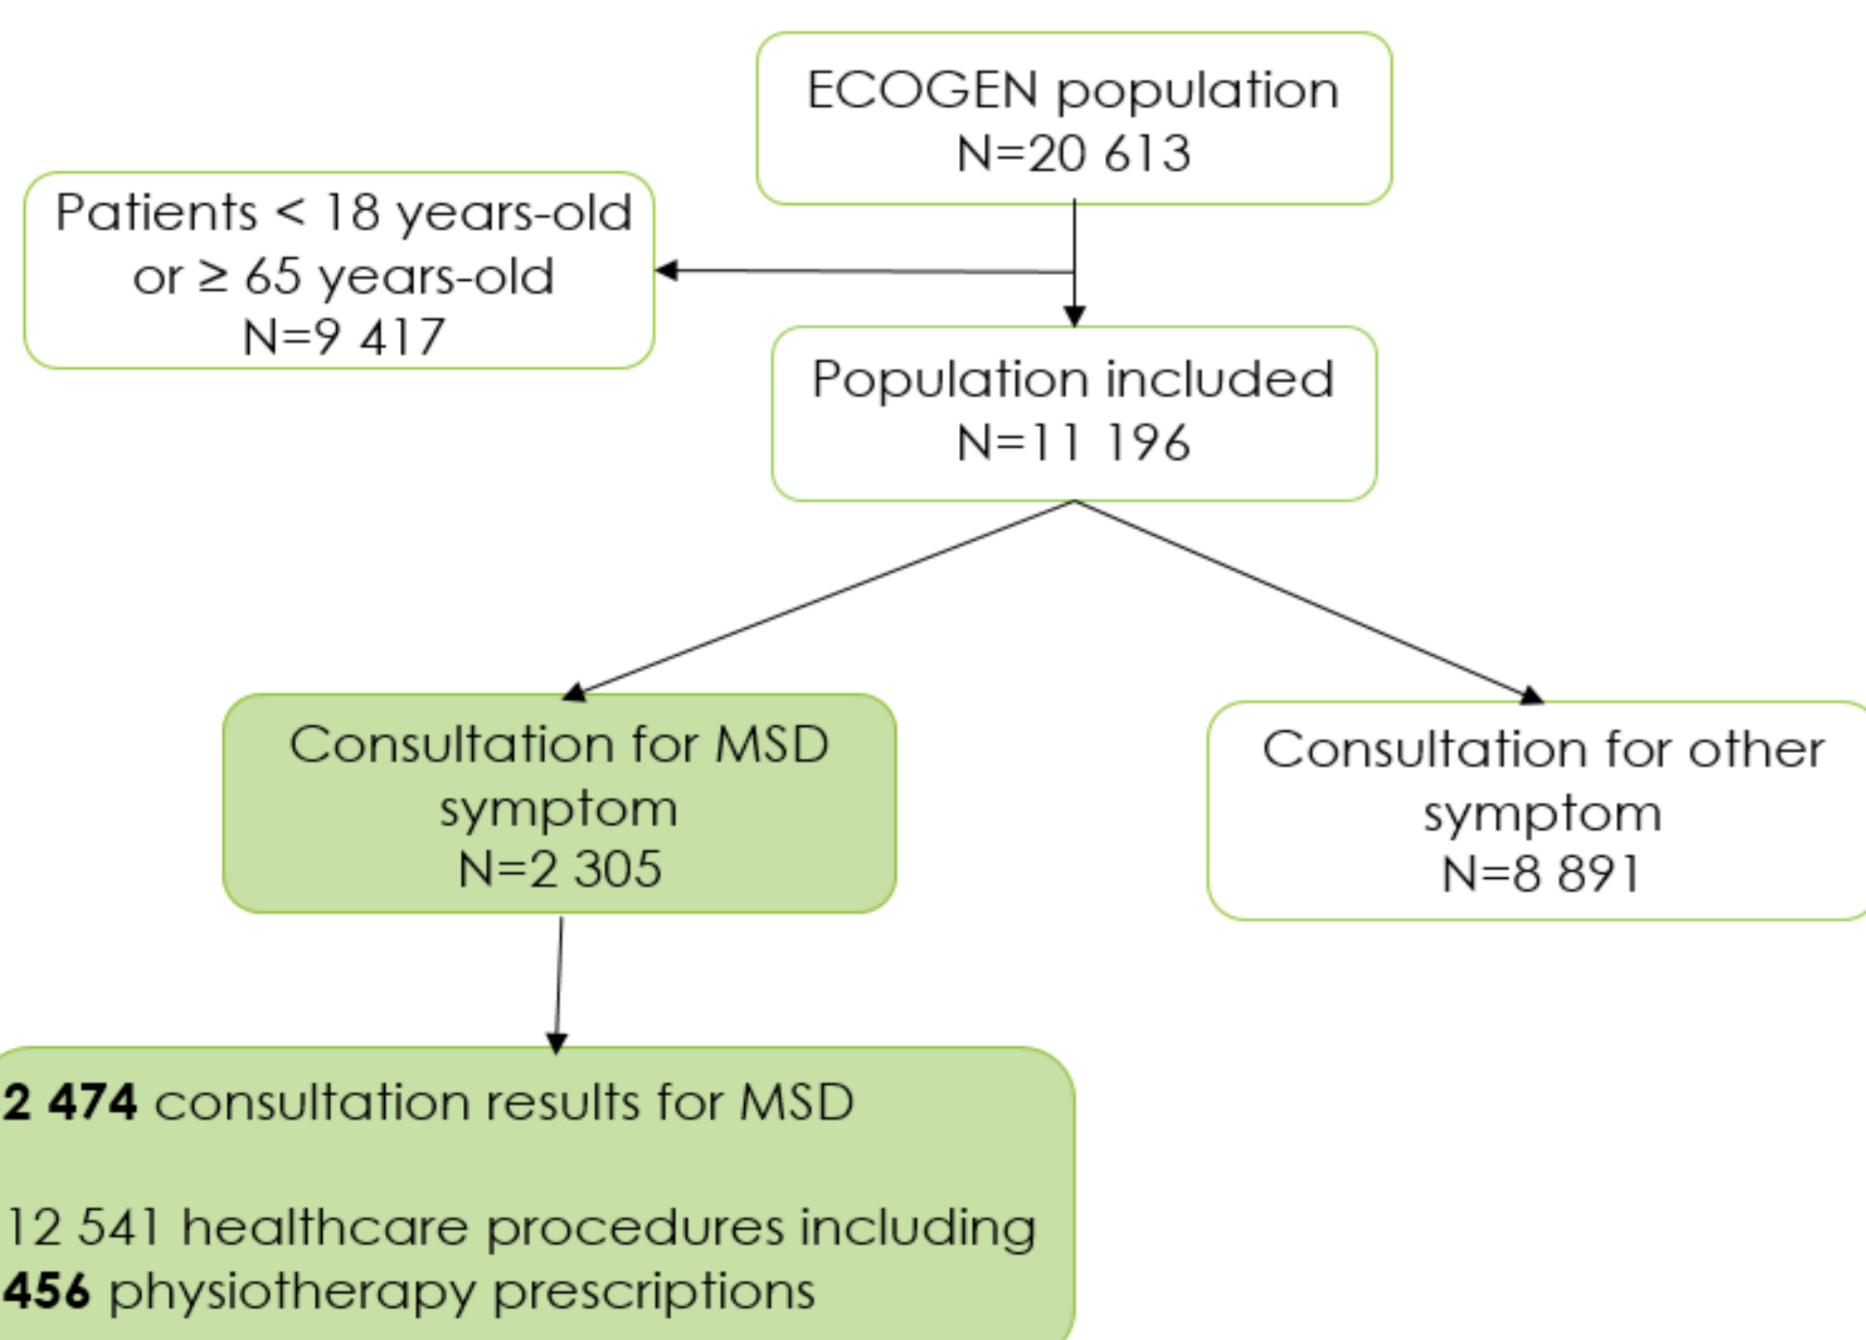 ECOGEN population
N=20 613
Patients < 18 years-old
or ≥ 65 years-old
N=9 417
Population included
N=11 196
Consultation for MSD
symptom
N=2 305
Consultation for other
symptom
N=8 891
2 474 consultation results for MSD
12 541 healthcare procedures including
456 physiotherapy prescriptions